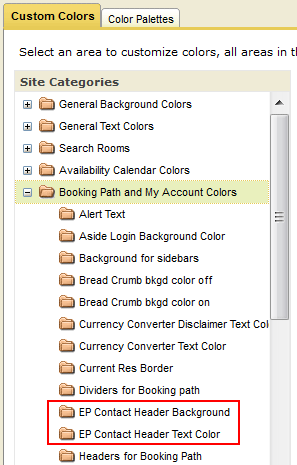 Custom Colors
Color Palettes
Select an area to customize colors, all areas in
Site Categories
General Background Colors
General Text Colors
Search Rooms
Availability Calendar Colors
Booking Path and My Account Colors
Alert Text
Aside Login Background Color
Background for sidebars
Bread Crumb bkgd color off
Bread Crumb bkgd color on
Currency Converter Disclaimer Text
Currency Converter Text Color
Current Res Border
Dividers for Booking path
EP Contact Header Background
EP Contact Header Text Color
Headers for Booking Path